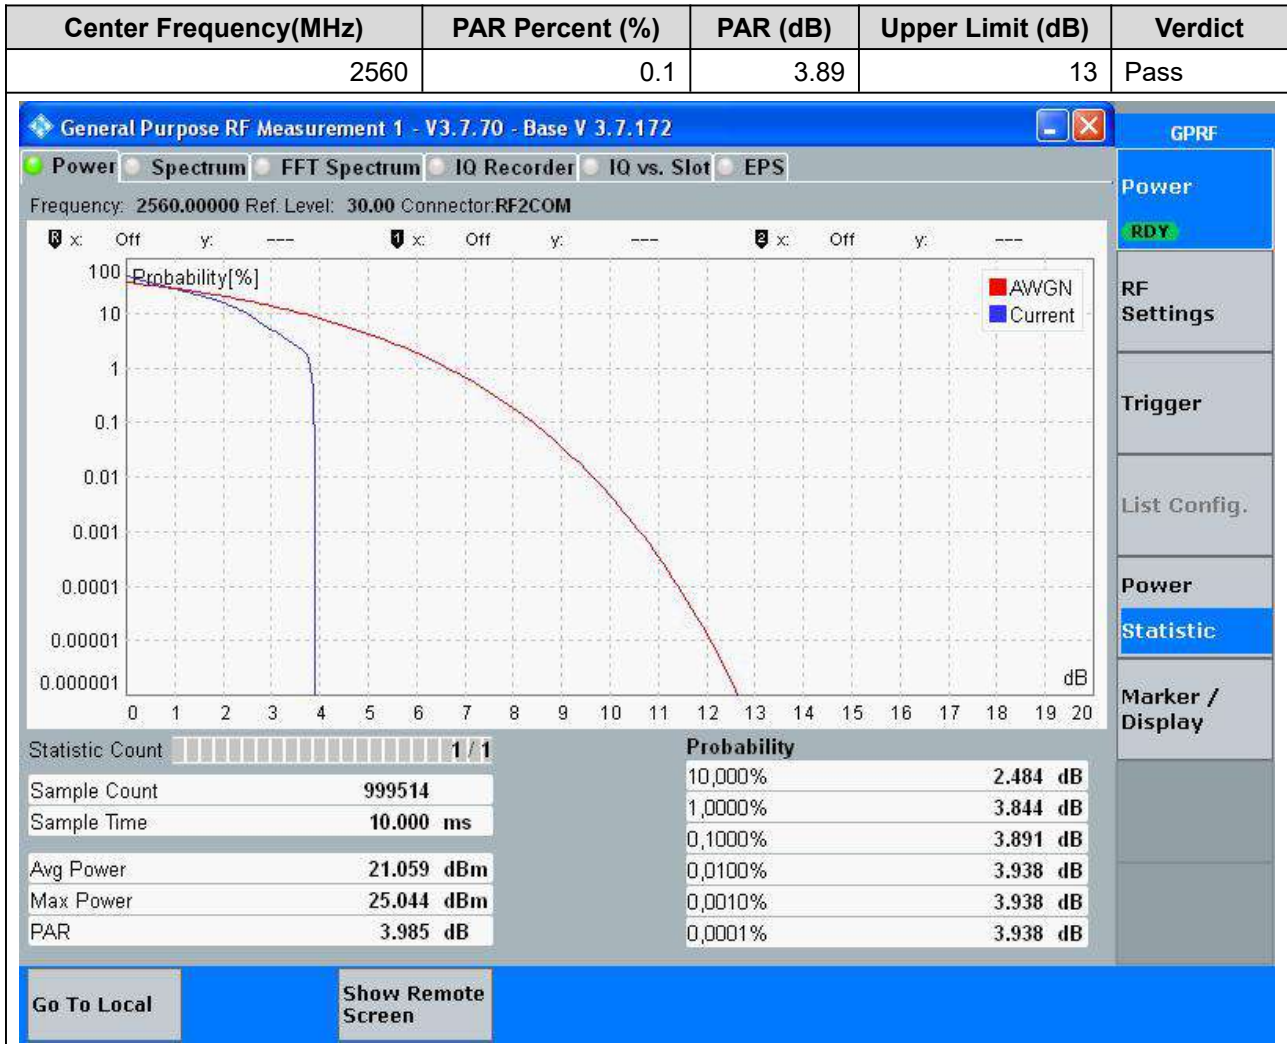 Center Frequency(MHz) PAR Percent (%) PAR (dB) Upper Limit (dB) Verdict
2560 0.1 3.89 13 Pass
General Purpose RF Measurement 1 - V3.7.70 - Base V 3.7.172
GPRF
Power Spectrum FFT Spectrum IQ Recorder IQ vs. Slot EPS
Frequency: 2560.00000 Ref. Level: 30.00 Connector:RF2COM
R x: Off y: --- 1 x: Off y: --- 2 x: Off y: ---
Probability[%]
AWGN
Current
100
10
1
0.1
0.01
0.001
0.0001
0.00001
0.000001
dB
0 1 2 3 4 5 6 7 8 9 10 11 12 13 14 15 16 17 18 19 20
Statistic Count 1 / 1
Sample Count 999514
Sample Time 10.000 ms
Avg Power 21.059 dBm
Max Power 25.044 dBm
PAR 3.985 dB
Probability
10,000% 2.484 dB
1,0000% 3.844 dB
0,1000% 3.891 dB
0,0100% 3.938 dB
0,0010% 3.938 dB
0,0001% 3.938 dB
Power
RDY
RF
Settings
Trigger
List Config.
Power
Statistic
Marker /
Display
Go To Local
Show Remote
Screen